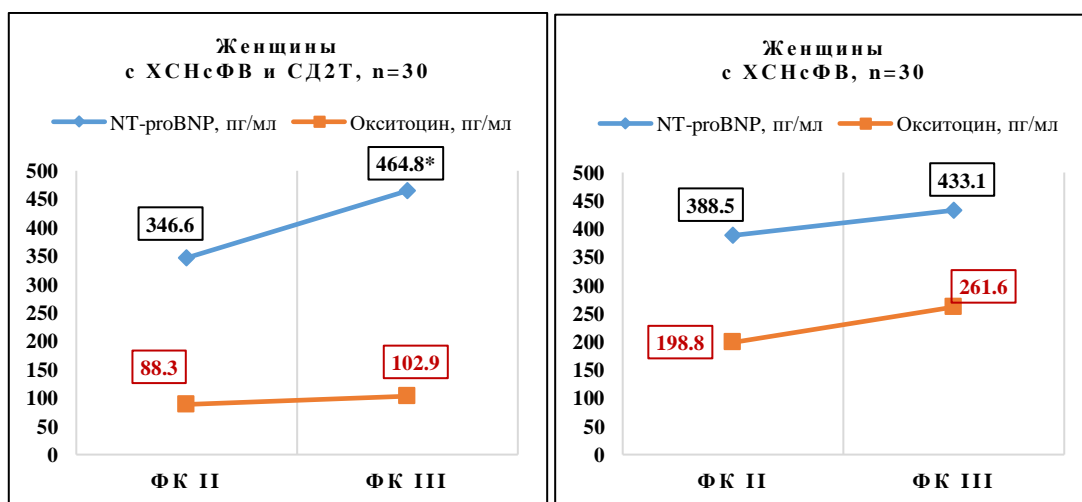 Женщины
с ХСНсФВ и СД2Т, n=30
NT-proBNP, пг/мл
Окситоцин, пг/мл
500
450
400
350
300
250
200
150
100
50
0
346.6
464.8*
88.3
102.9
ФК II
ФК III
Женщины
с ХСНсФВ, n=30
NT-proBNP, пг/мл
Окситоцин, пг/мл
500
450
400
350
300
250
200
150
100
50
0
388.5
433.1
198.8
261.6
ФК II
ФК III